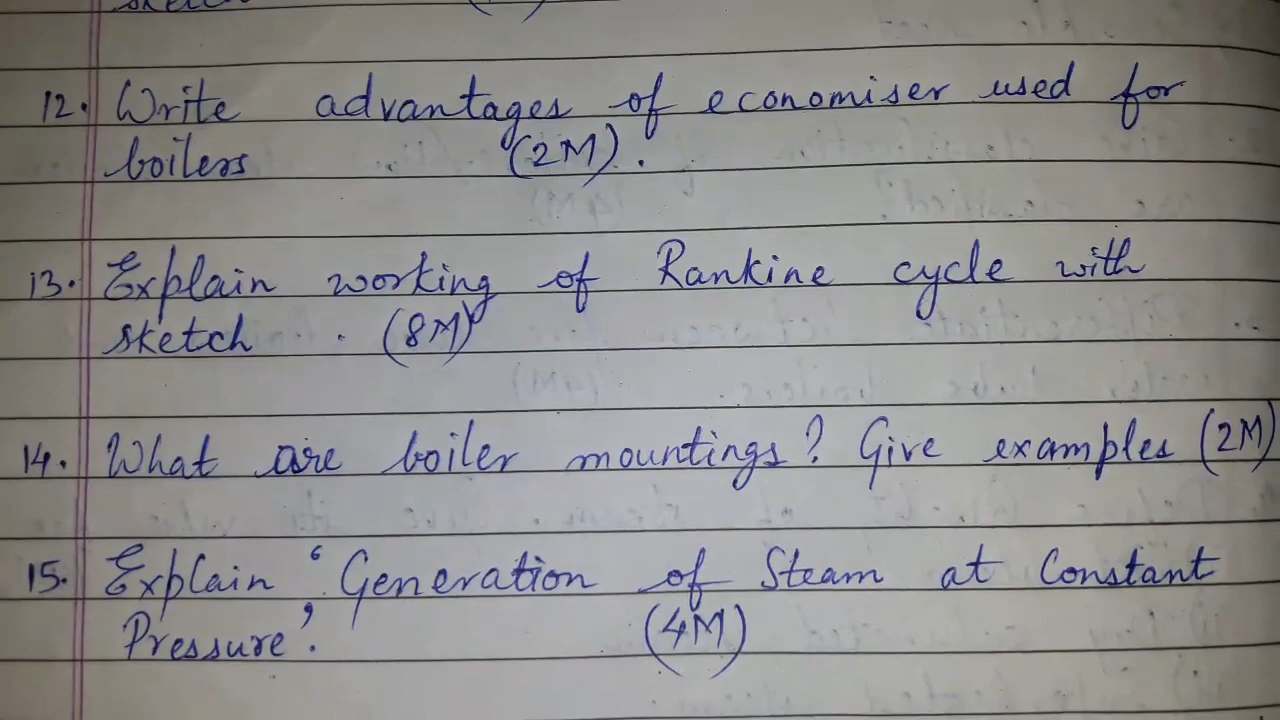 12. Write advantages of economiser used for
boilers (2M).
13. Explain working of Rankine cycle with
sketch. (8M)
14. What are boiler mountings? Give examples (2M)
15. Explain 'Generation of Steam at Constant
Pressure'. (4M)